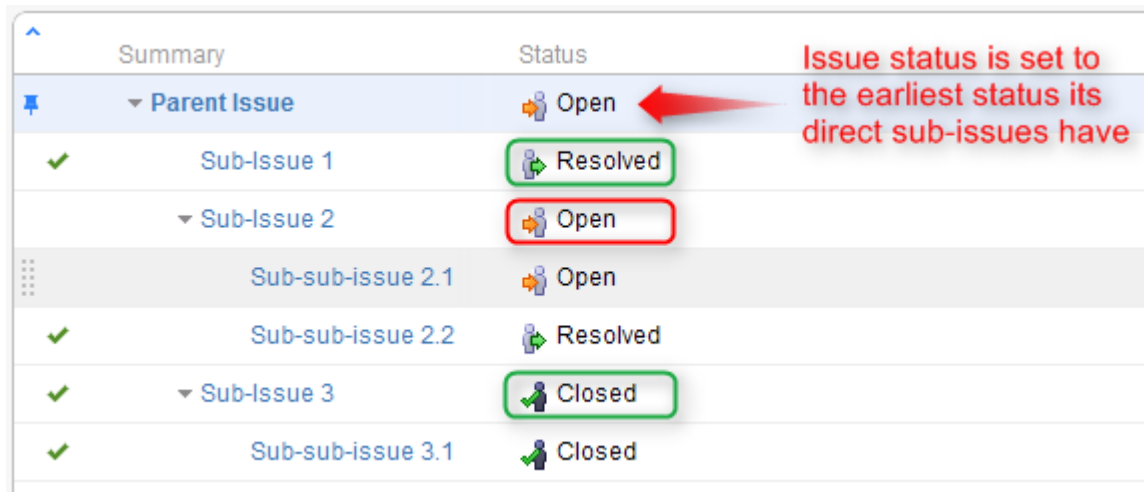 Summary Status
Issue status is set to
the earliest status its
direct sub-issues have
Parent Issue Open
Sub-Issue 1 Resolved
Sub-Issue 2 Open
Sub-sub-issue 2.1 Open
Sub-sub-issue 2.2 Resolved
Sub-Issue 3 Closed
Sub-sub-issue 3.1 Closed